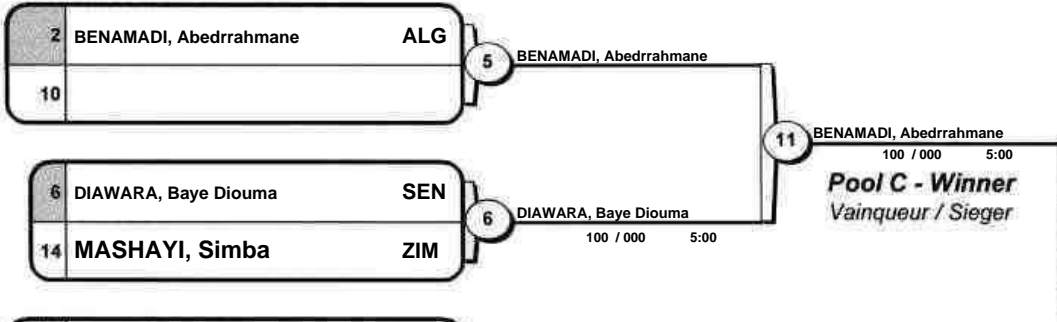 2 BENAMADI, Abedrrahmane ALG
5
BENAMADI, Abedrrahmane
10
11
BENAMADI, Abedrrahmane
100 / 000 5:00
Pool C - Winner
Vainqueur / Sieger
6 DIAWARA, Baye Diouma SEN
6
DIAWARA, Baye Diouma
100 / 000 5:00
14 MASHAYI, Simba ZIM